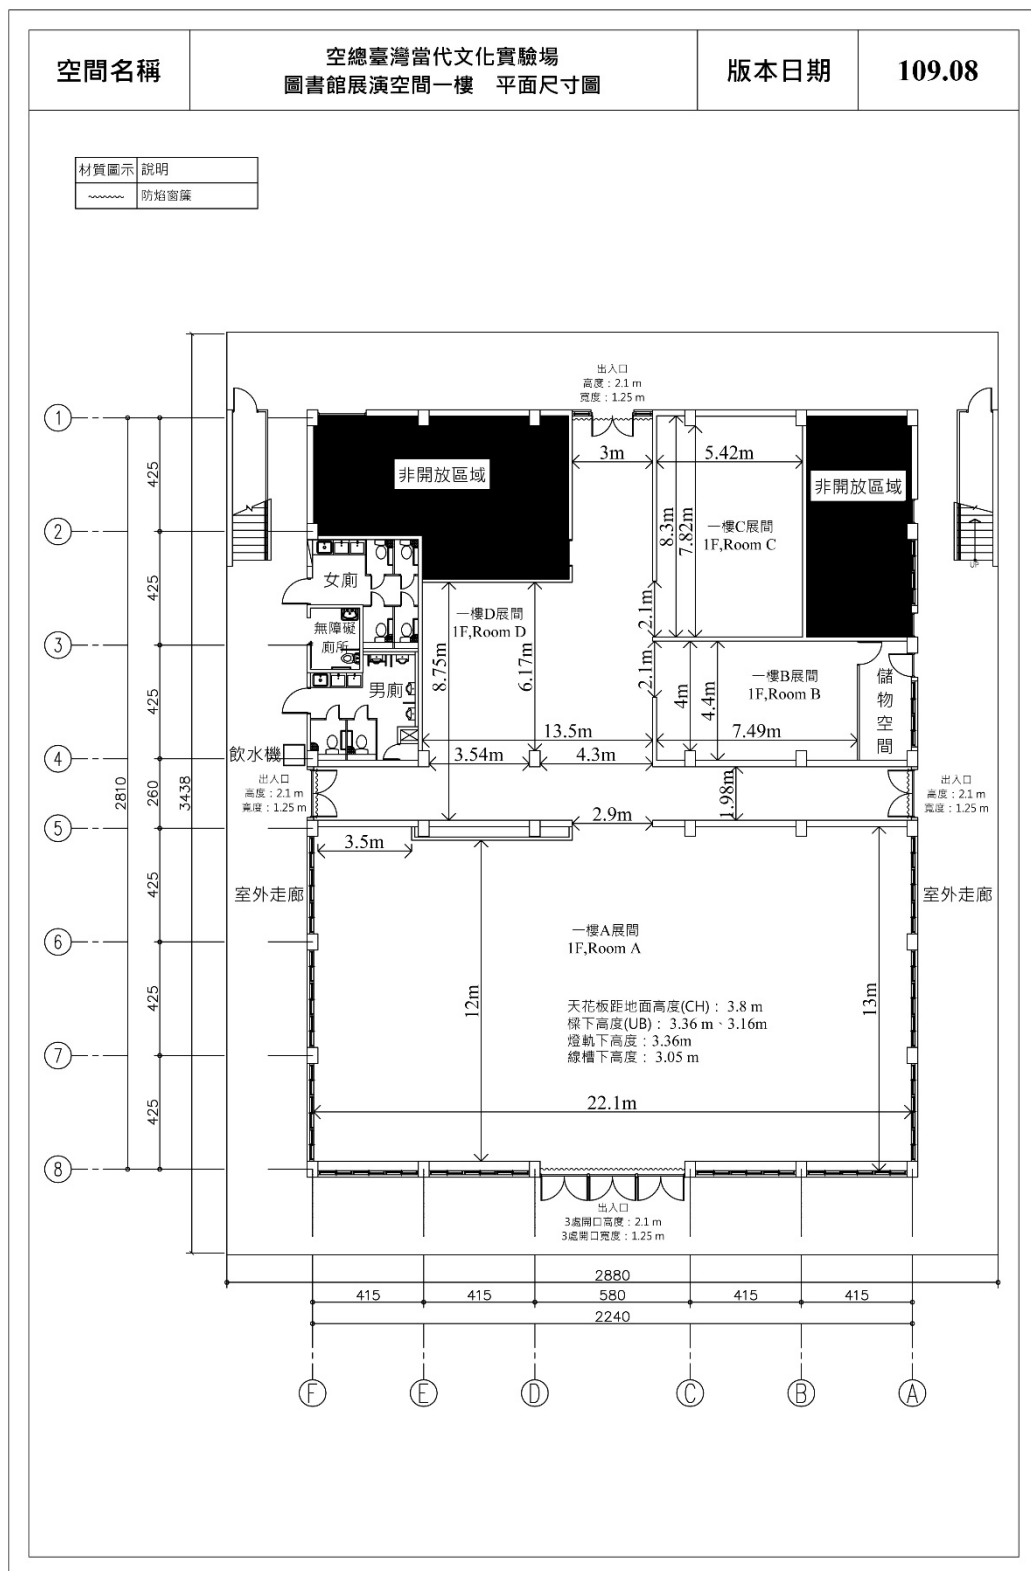 空間名稱
空總臺灣當代文化實驗場
圖書館展演空間一樓　平面尺寸圖
版本日期
109.08
材質圖示 說明
防焰窗簾
出入口
高度：2.1 m
寬度：1.25 m
1
2
3
4
5
6
7
8
425
425
425
260
425
425
425
2810
3438
非開放區域
3m
5.42m
非開放區域
8.3m
7.82m
一樓C展間
1F,Room C
2.1m
UP
女廁
無障礙
廁所
男廁
一樓D展間
1F,Room D
8.75m
6.17m
2.1m
4m
4.4m
一樓B展間
1F,Room B
儲物空間
13.5m
7.49m
3.54m
4.3m
飲水機
出入口
高度：2.1 m
寬度：1.25 m
1.98m
出入口
高度：2.1 m
寬度：1.25 m
2.9m
3.5m
室外走廊
室外走廊
一樓A展間
1F,Room A
12m
13m
天花板距地面高度(CH)：3.8 m
樑下高度(UB)：3.36 m、3.16m
燈軌下高度：3.36m
線槽下高度：3.05 m
22.1m
出入口
3處開口高度：2.1 m
3處開口寬度：1.25 m
2880
415
415
580
415
415
2240
F
E
D
C
B
A